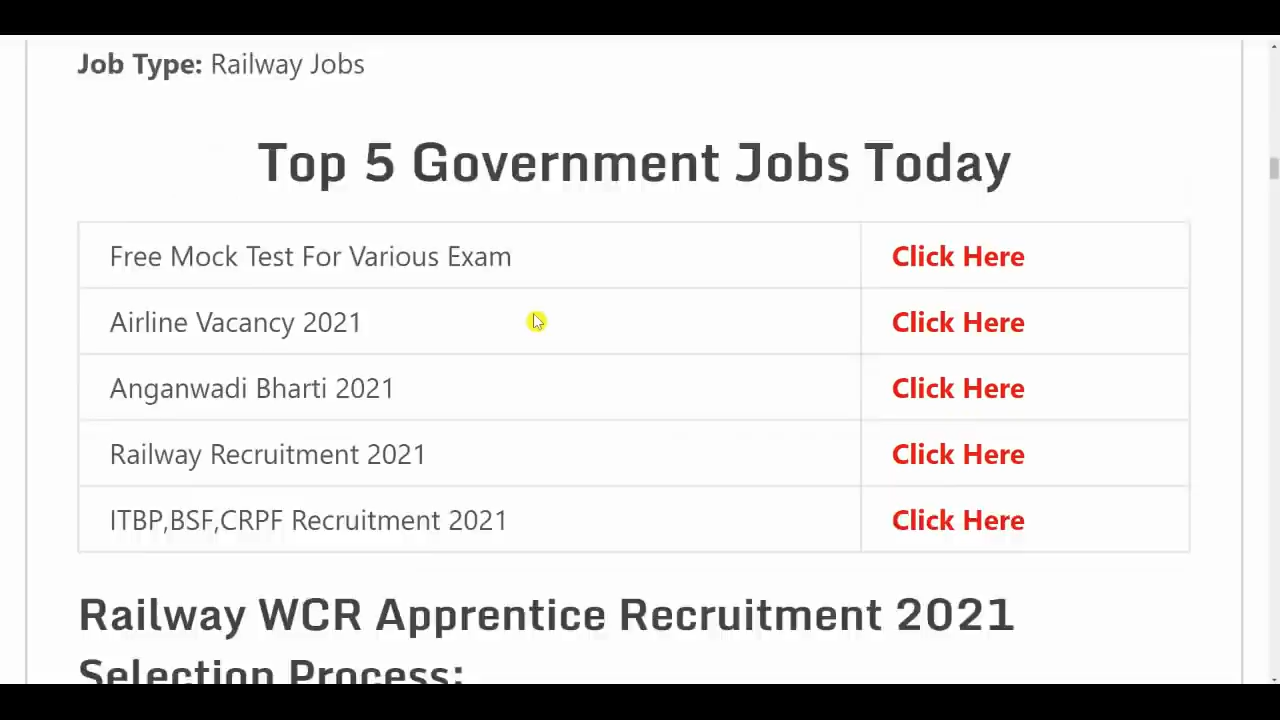 Job Type: Railway Jobs
Top 5 Government Jobs Today
Free Mock Test For Various Exam Click Here
Airline Vacancy 2021 Click Here
Anganwadi Bharti 2021 Click Here
Railway Recruitment 2021 Click Here
ITBP,BSF,CRPF Recruitment 2021 Click Here
Railway WCR Apprentice Recruitment 2021
Selection Process: